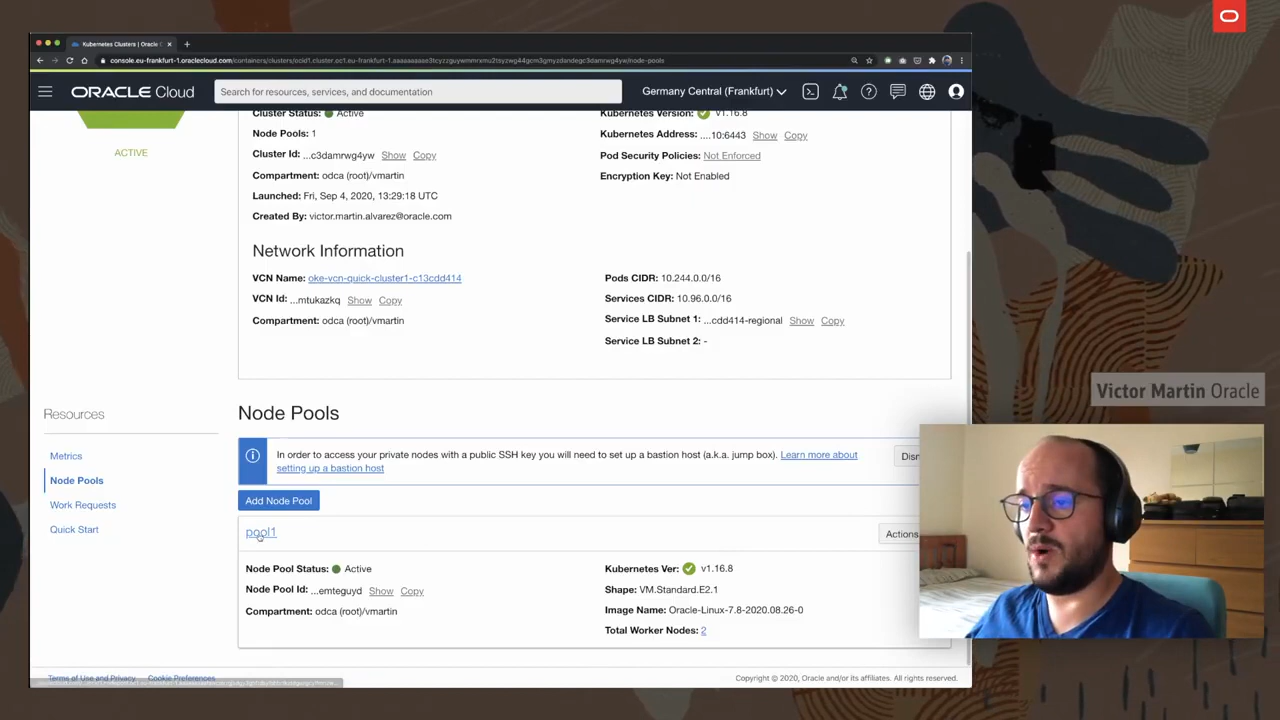 Kubernetes Clusters | Oracle C
console.eu-frankfurt-1.oraclecloud.com/containers/clusters/
ORACLE Cloud
Search for resources, services, and documentation
Germany Central (Frankfurt)
Cluster Status: Active
Kubernetes Version: v1.16.8
Node Pools: 1
Kubernetes Address: ....10:6443 Show Copy
ACTIVE
Cluster Id: ...c3damrwg4yw Show Copy
Pod Security Policies: Not Enforced
Compartment: odca (root)/vmartin
Encryption Key: Not Enabled
Launched: Fri, Sep 4, 2020, 13:29:18 UTC
Created By: victor.martin.alvarez@oracle.com
Network Information
VCN Name: oke-vcn-quick-cluster1-c13cdd414
Pods CIDR: 10.244.0.0/16
VCN Id: ...mtukazkq Show Copy
Services CIDR: 10.96.0.0/16
Compartment: odca (root)/vmartin
Service LB Subnet 1: ...cdd414-regional Show Copy
Service LB Subnet 2: -
Resources
Metrics
Node Pools
Work Requests
Quick Start
Node Pools
In order to access your private nodes with a public SSH key you will need to set up a bastion host (a.k.a. jump box). Learn more about
setting up a bastion host
Dism
Add Node Pool
pool1
Actions
Node Pool Status: Active
Kubernetes Ver: v1.16.8
Node Pool Id: ...emteguyd Show Copy
Shape: VM.Standard.E2.1
Compartment: odca (root)/vmartin
Image Name: Oracle-Linux-7.8-2020.08.26-0
Total Worker Nodes: 2
Terms of Use and Privacy Cookie Preferences
Copyright © 2020, Oracle and/or its affiliates. All rights reserved.
Victor Martin Oracle